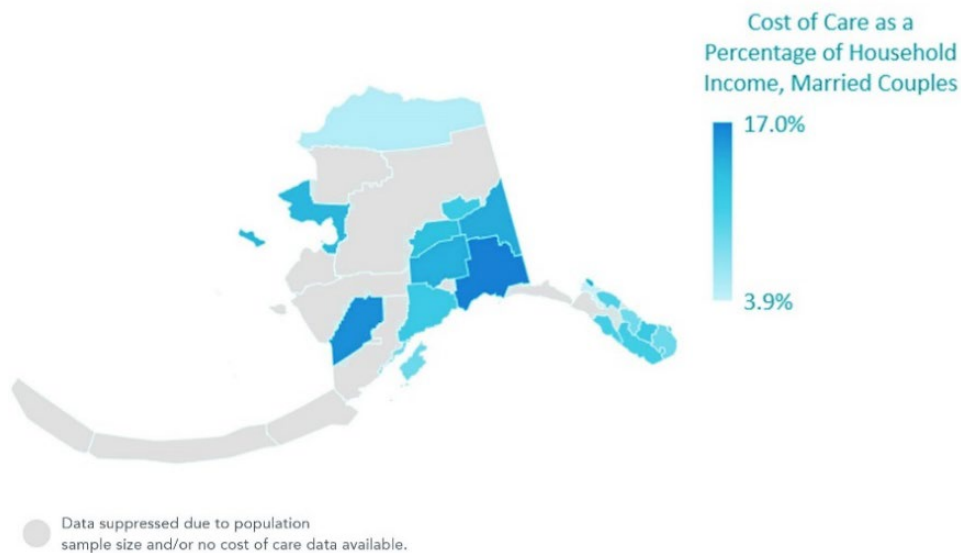 Cost of Care as a
Percentage of Household
Income, Married Couples
17.0%
3.9%
Data suppressed due to population
sample size and/or no cost of care data available.